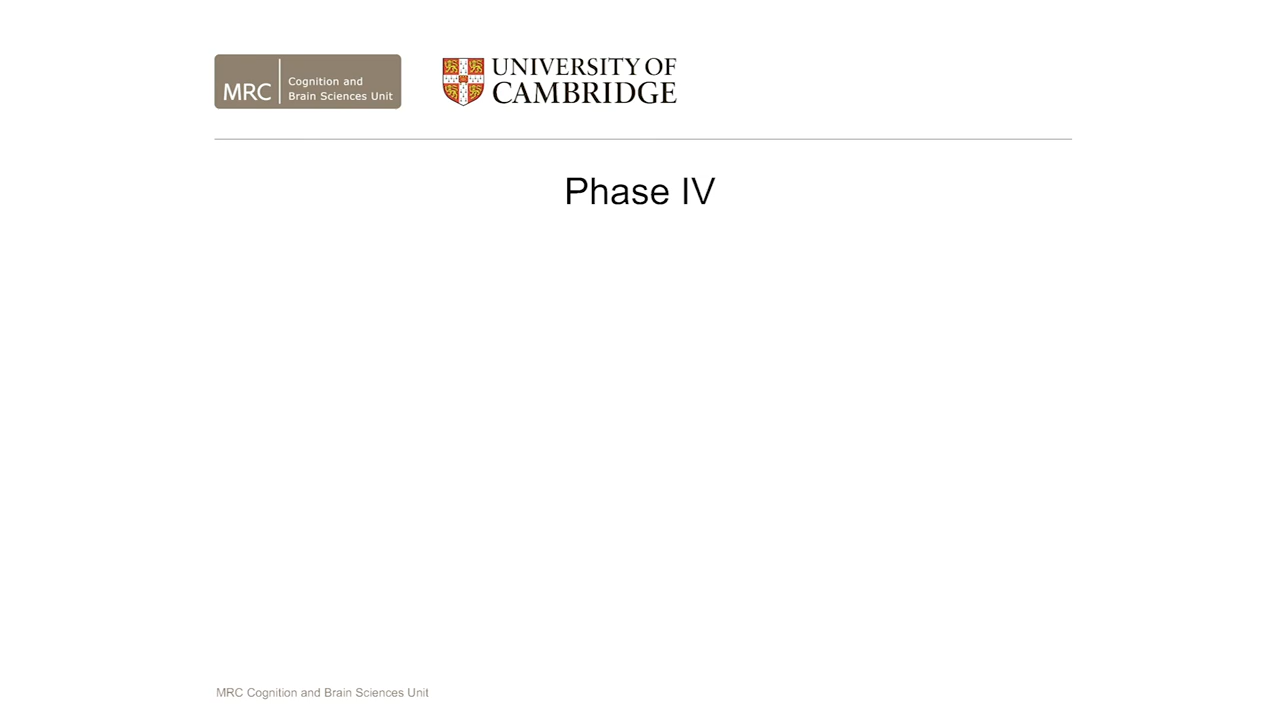 MRC
Cognition and
Brain Sciences Unit
UNIVERSITY OF
CAMBRIDGE
Phase IV
MRC Cognition and Brain Sciences Unit